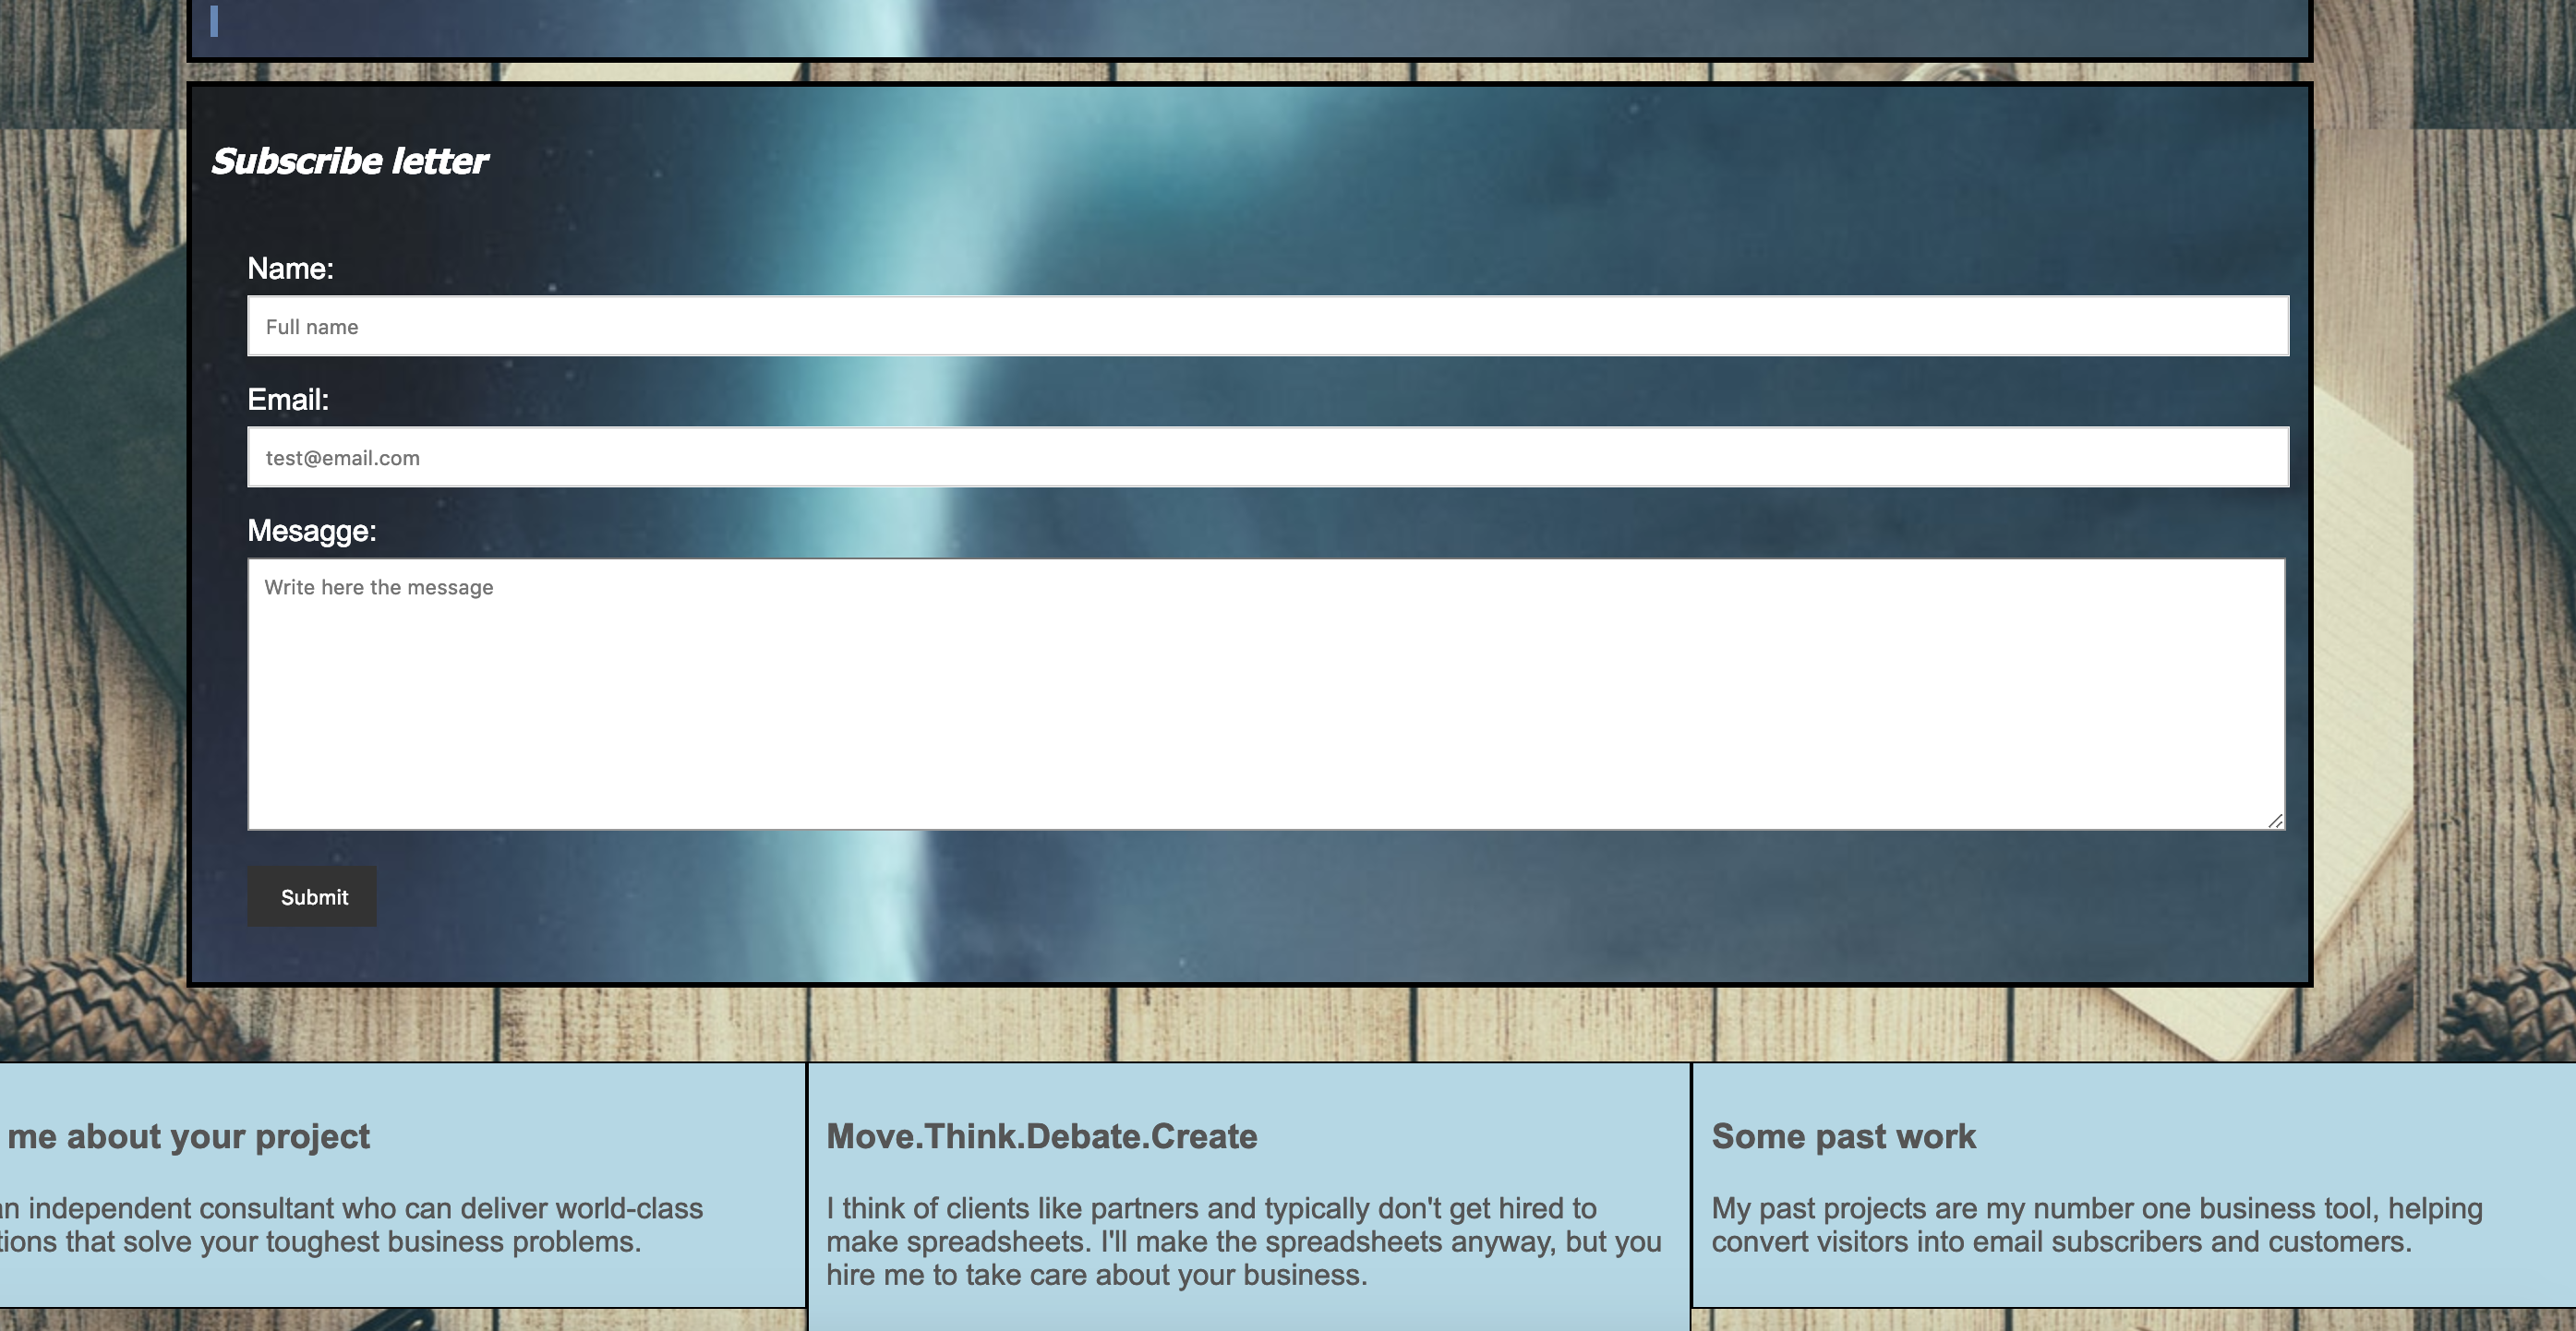 Subscribe letter
Name:
Full name
Email:
test@email.com
Mesagge:
Write here the message
Submit
me about your project
independent consultant who can deliver world-class
that solve your toughest business problems.
Move.Think.Debate.Create
I think of clients like partners and typically don't get hired to
make spreadsheets. I'll make the spreadsheets anyway, but you
hire me to take care about your business.
Some past work
My past projects are my number one business tool, helping
convert visitors into email subscribers and customers.